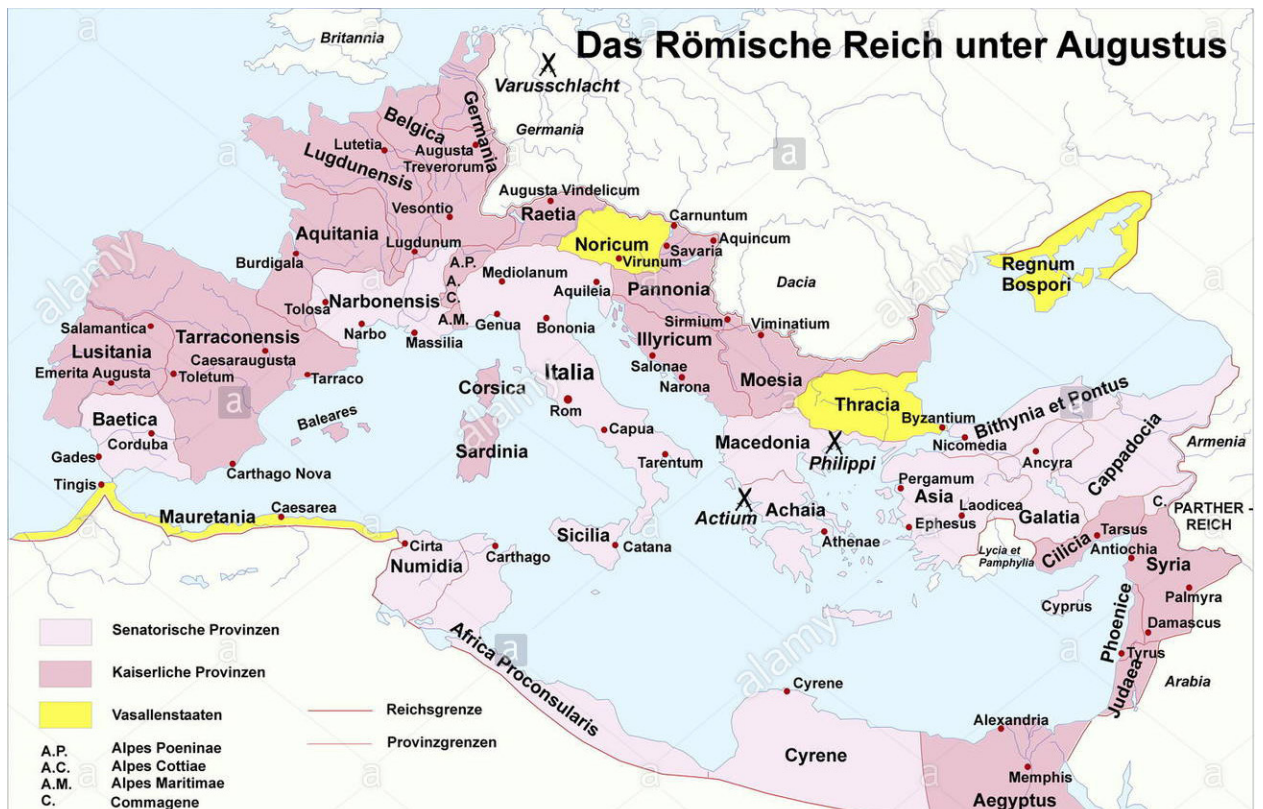 Das Römische Reich unter Augustus
Britannia
Varusschlacht
Germania
Belgica
Germania
Lutetia
Augusta
Treverorum
Lugdunensis
Augusta Vindelicum
Vesontio
Raetia
Carnuntum
Aquitania
Noricum
Savaria
Aquincum
Lugdunum
Virunum
Burdigala
A.P.
Mediolanum
Regnum
Bospori
A.
C.
Aquileia
Pannonia
Dacia
Tolosa
Narbonensis
A.M.
Genua
Bononia
Sirmium
Viminatium
Salamantica
Tarraconensis
Narbo
Massilia
Illyricum
Lusitania
Caesaraugusta
Salonae
Emerita Augusta
Toletum
Tarraco
Corsica
Italia
Narona
Moesia
Rom
Thracia
Bithynia et Pontus
Baetica
Baleares
Byzantium
Corduba
Capua
Macedonia
Nicomedia
Cappadocia
Armenia
Sardinia
Tarentum
Philippi
Ancyra
Gades
Carthago Nova
Pergamum
Tingis
Asia
Actium
Achaia
Laodicea
Galatia
C.
PARTHER -
REICH
Mauretania
Caesarea
Ephesus
Tarsus
Sicilia
Catana
Athenae
Cilicia
Antiochia
Cirta
Carthago
Lycia et
Pamphylia
Syria
Numidia
Cyprus
Palmyra
Phoenice
Damascus
Africa Proconsularis
Tyrus
Judaea
Arabia
Cyrene
Alexandria
Cyrene
Memphis
Aegyptus
Senatorische Provinzen
Kaiserliche Provinzen
Vasallenstaaten
Reichsgrenze
Provinzgrenzen
A.P. Alpes Poeninae
A.C. Alpes Cottiae
A.M. Alpes Maritimae
C. Commagene
alamy
alamy
alamy
alamy
alamy
a
a
a
a
a
a